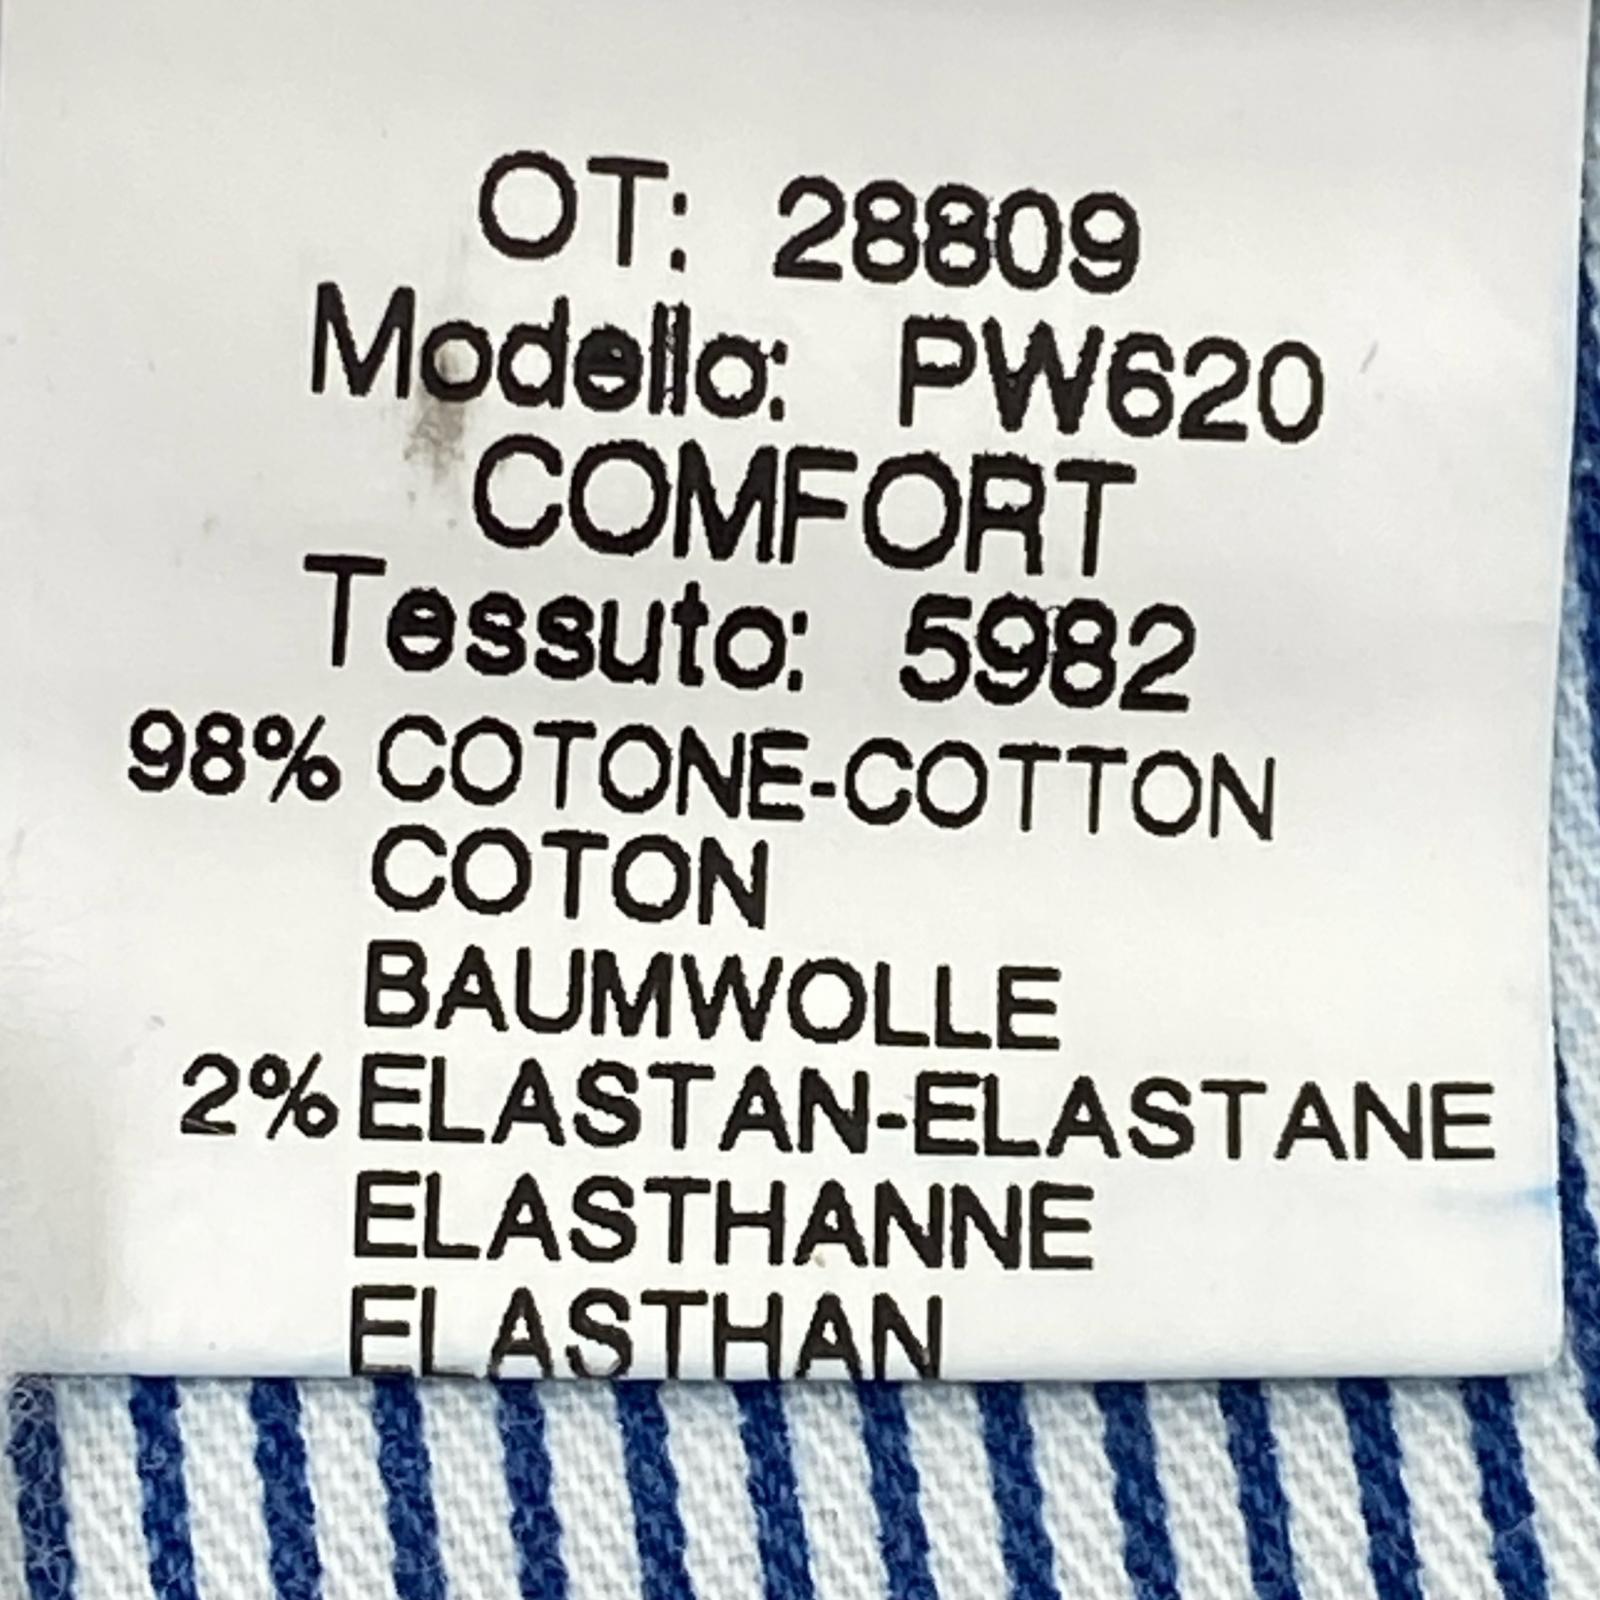 OT: 28809
Modello: PW620
COMFORT
Tessuto: 5982
98% COTONE-COTTON
COTON
BAUMWOLLE
2% ELASTAN-ELASTANE
ELASTHANNE
ELASTHAN